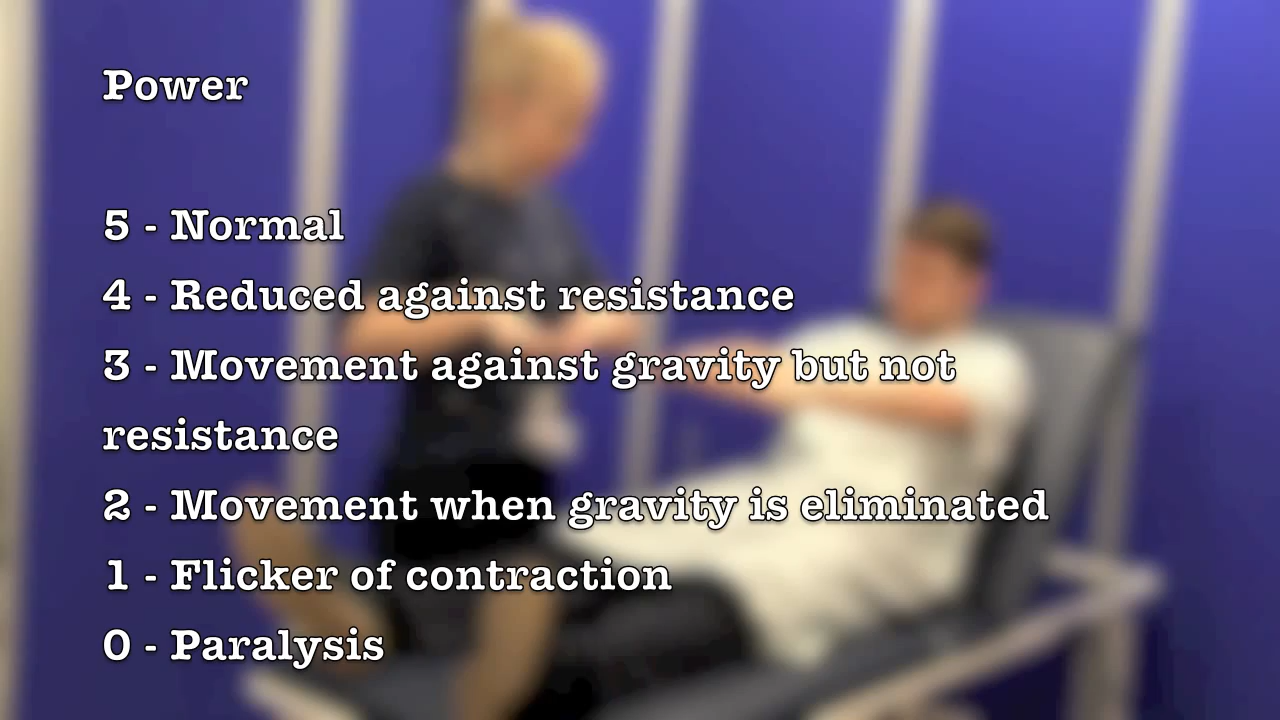 Power
5 - Normal
4 - Reduced against resistance
3 - Movement against gravity but not
resistance
2 - Movement when gravity is eliminated
1 - Flicker of contraction
0 - Paralysis